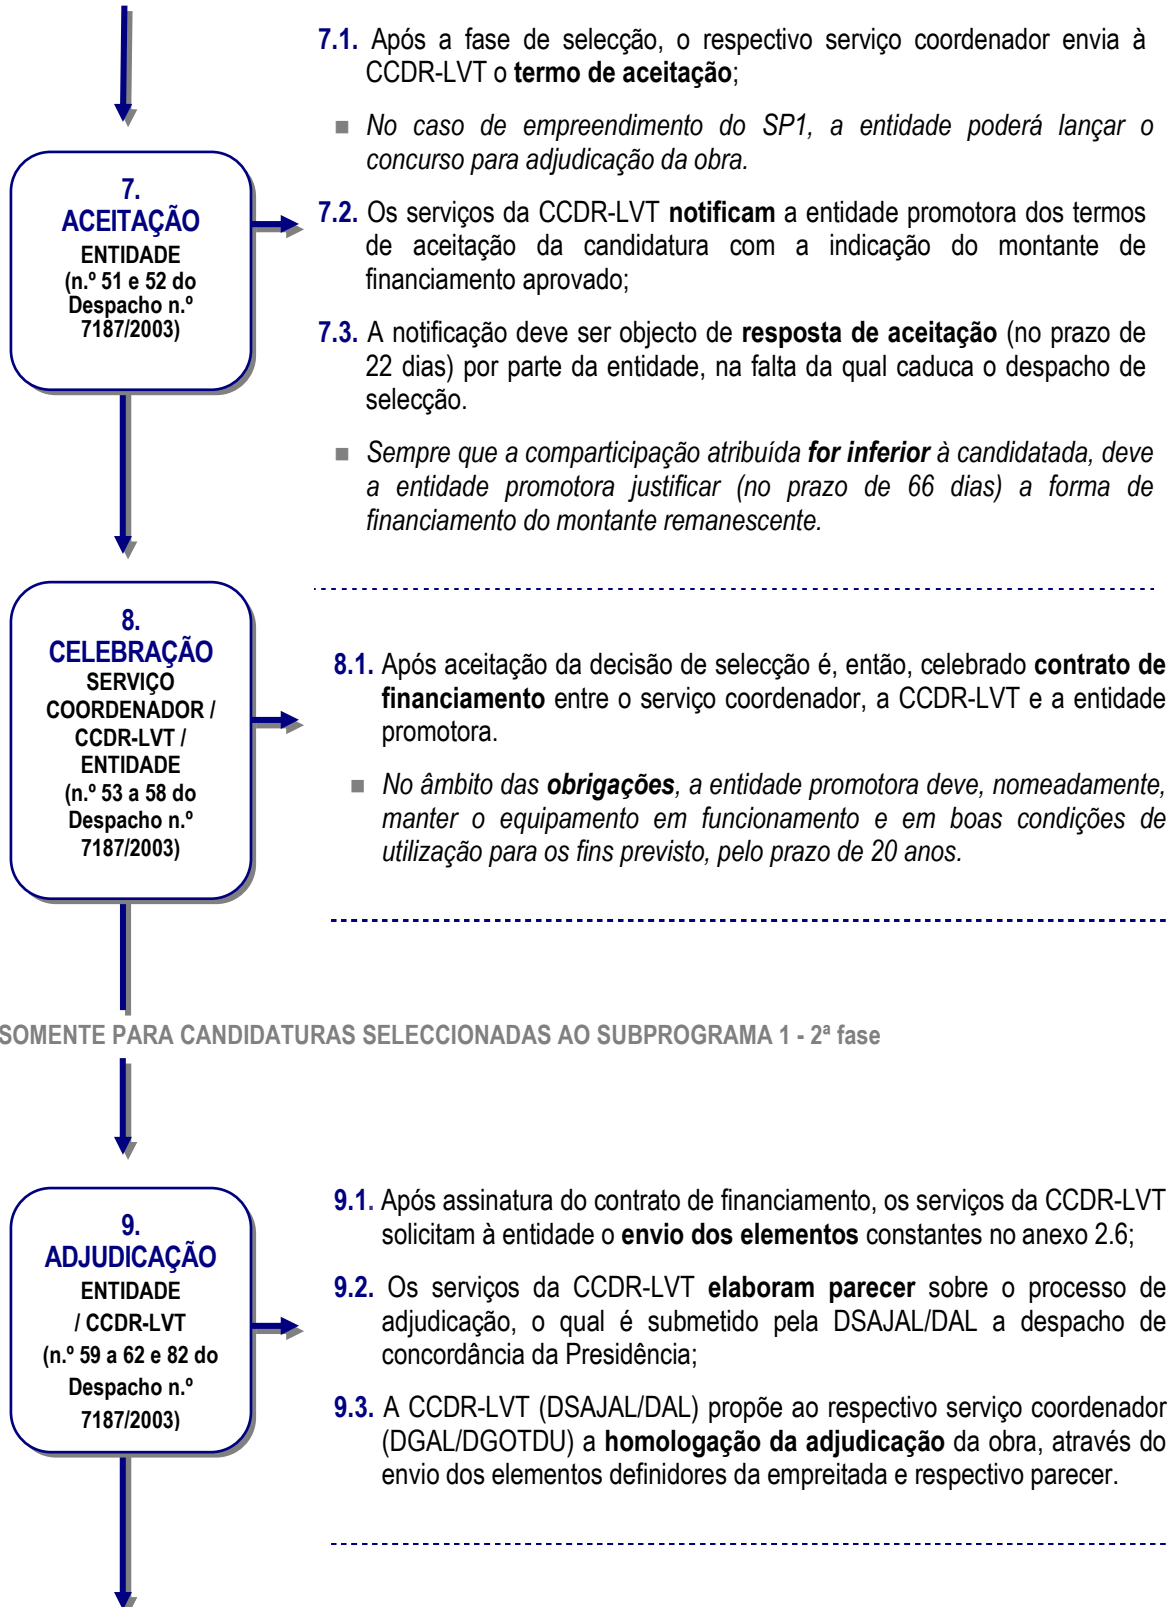 7.1. Após a fase de selecção, o respectivo serviço coordenador envia à
CCDR-LVT o termo de aceitação;
■ No caso de empreendimento do SP1, a entidade poderá lançar o
concurso para adjudicação da obra.
7.
ACEITAÇÃO
ENTIDADE
(n.º 51 e 52 do
Despacho n.º
7187/2003)
7.2. Os serviços da CCDR-LVT notificam a entidade promotora dos termos
de aceitação da candidatura com a indicação do montante de
financiamento aprovado;
7.3. A notificação deve ser objecto de resposta de aceitação (no prazo de
22 dias) por parte da entidade, na falta da qual caduca o despacho de
selecção.
■ Sempre que a comparticipação atribuída for inferior à candidatada, deve
a entidade promotora justificar (no prazo de 66 dias) a forma de
financiamento do montante remanescente.
8.
CELEBRAÇÃO
SERVIÇO
COORDENADOR /
CCDR-LVT /
ENTIDADE
(n.º 53 a 58 do
Despacho n.º
7187/2003)
8.1. Após aceitação da decisão de selecção é, então, celebrado contrato de
financiamento entre o serviço coordenador, a CCDR-LVT e a entidade
promotora.
■ No âmbito das obrigações, a entidade promotora deve, nomeadamente,
manter o equipamento em funcionamento e em boas condições de
utilização para os fins previsto, pelo prazo de 20 anos.
SOMENTE PARA CANDIDATURAS SELECCIONADAS AO SUBPROGRAMA 1 - 2ª fase
9.
ADJUDICAÇÃO
ENTIDADE
/ CCDR-LVT
(n.º 59 a 62 e 82 do
Despacho n.º
7187/2003)
9.1. Após assinatura do contrato de financiamento, os serviços da CCDR-LVT
solicitam à entidade o envio dos elementos constantes no anexo 2.6;
9.2. Os serviços da CCDR-LVT elaboram parecer sobre o processo de
adjudicação, o qual é submetido pela DSAJAL/DAL a despacho de
concordância da Presidência;
9.3. A CCDR-LVT (DSAJAL/DAL) propõe ao respectivo serviço coordenador
(DGAL/DGOTDU) a homologação da adjudicação da obra, através do
envio dos elementos definidores da empreitada e respectivo parecer.